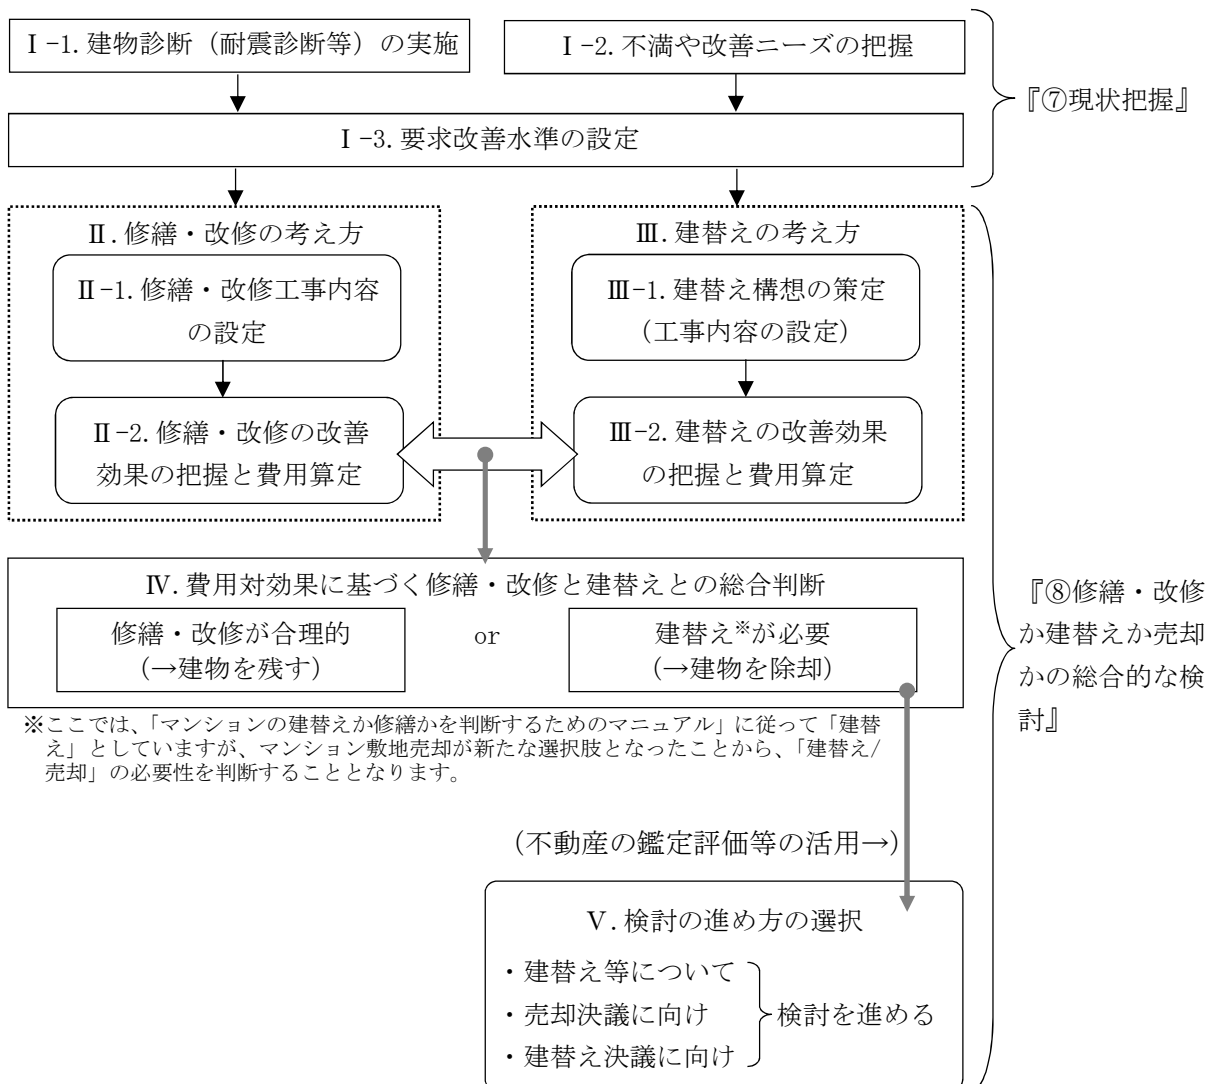 Ⅰ-1.建物診断（耐震診断等）の実施
Ⅰ-2.不満や改善ニーズの把握
『⑦現状把握』
Ⅰ-3.要求改善水準の設定
Ⅱ.修繕・改修の考え方
Ⅱ-1.修繕・改修工事内容
の設定
Ⅱ-2.修繕・改修の改善
効果の把握と費用算定
Ⅲ.建替えの考え方
Ⅲ-1.建替え構想の策定
（工事内容の設定）
Ⅲ-2.建替えの改善効果
の把握と費用算定
Ⅳ.費用対効果に基づく修繕・改修と建替えとの総合判断
修繕・改修が合理的
（→建物を残す）
or
建替え※が必要
（→建物を除却）
『⑧修繕・改修
か建替えか売却
かの総合的な検
討』
※ここでは、「マンションの建替えか修繕かを判断するためのマニュアル」に従って「建替
え」としていますが、マンション敷地売却が新たな選択肢となったことから、「建替え/
売却」の必要性を判断することとなります。
（不動産の鑑定評価等の活用→）
Ⅴ.検討の進め方の選択
・建替え等について
・売却決議に向け
・建替え決議に向け
検討を進める